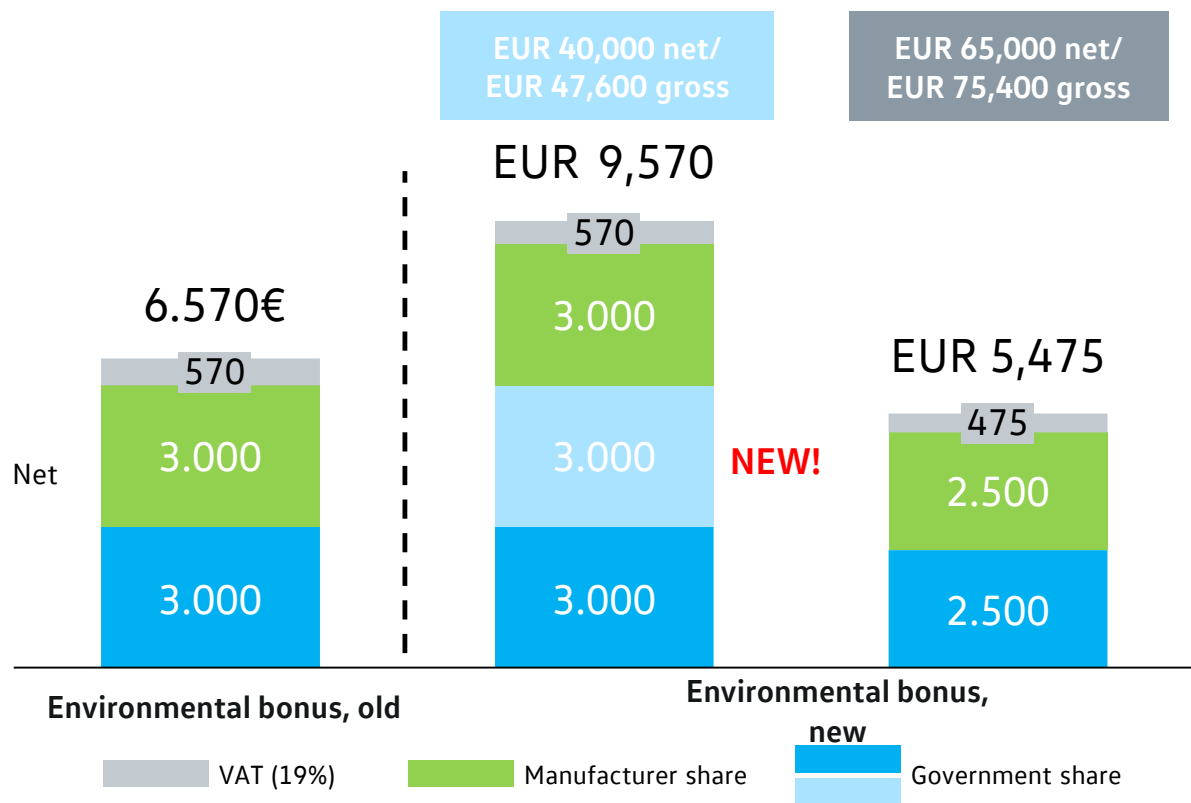 EUR 40,000 net/
EUR 47,600 gross
EUR 65,000 net/
EUR 75,400 gross
EUR 9,570
570
3.000
3.000
NEW!
3.000
6.570€
570
3.000
Net
3.000
EUR 5,475
475
2.500
2.500
Environmental bonus, old
Environmental bonus,
new
VAT (19%)
Manufacturer share
Government share